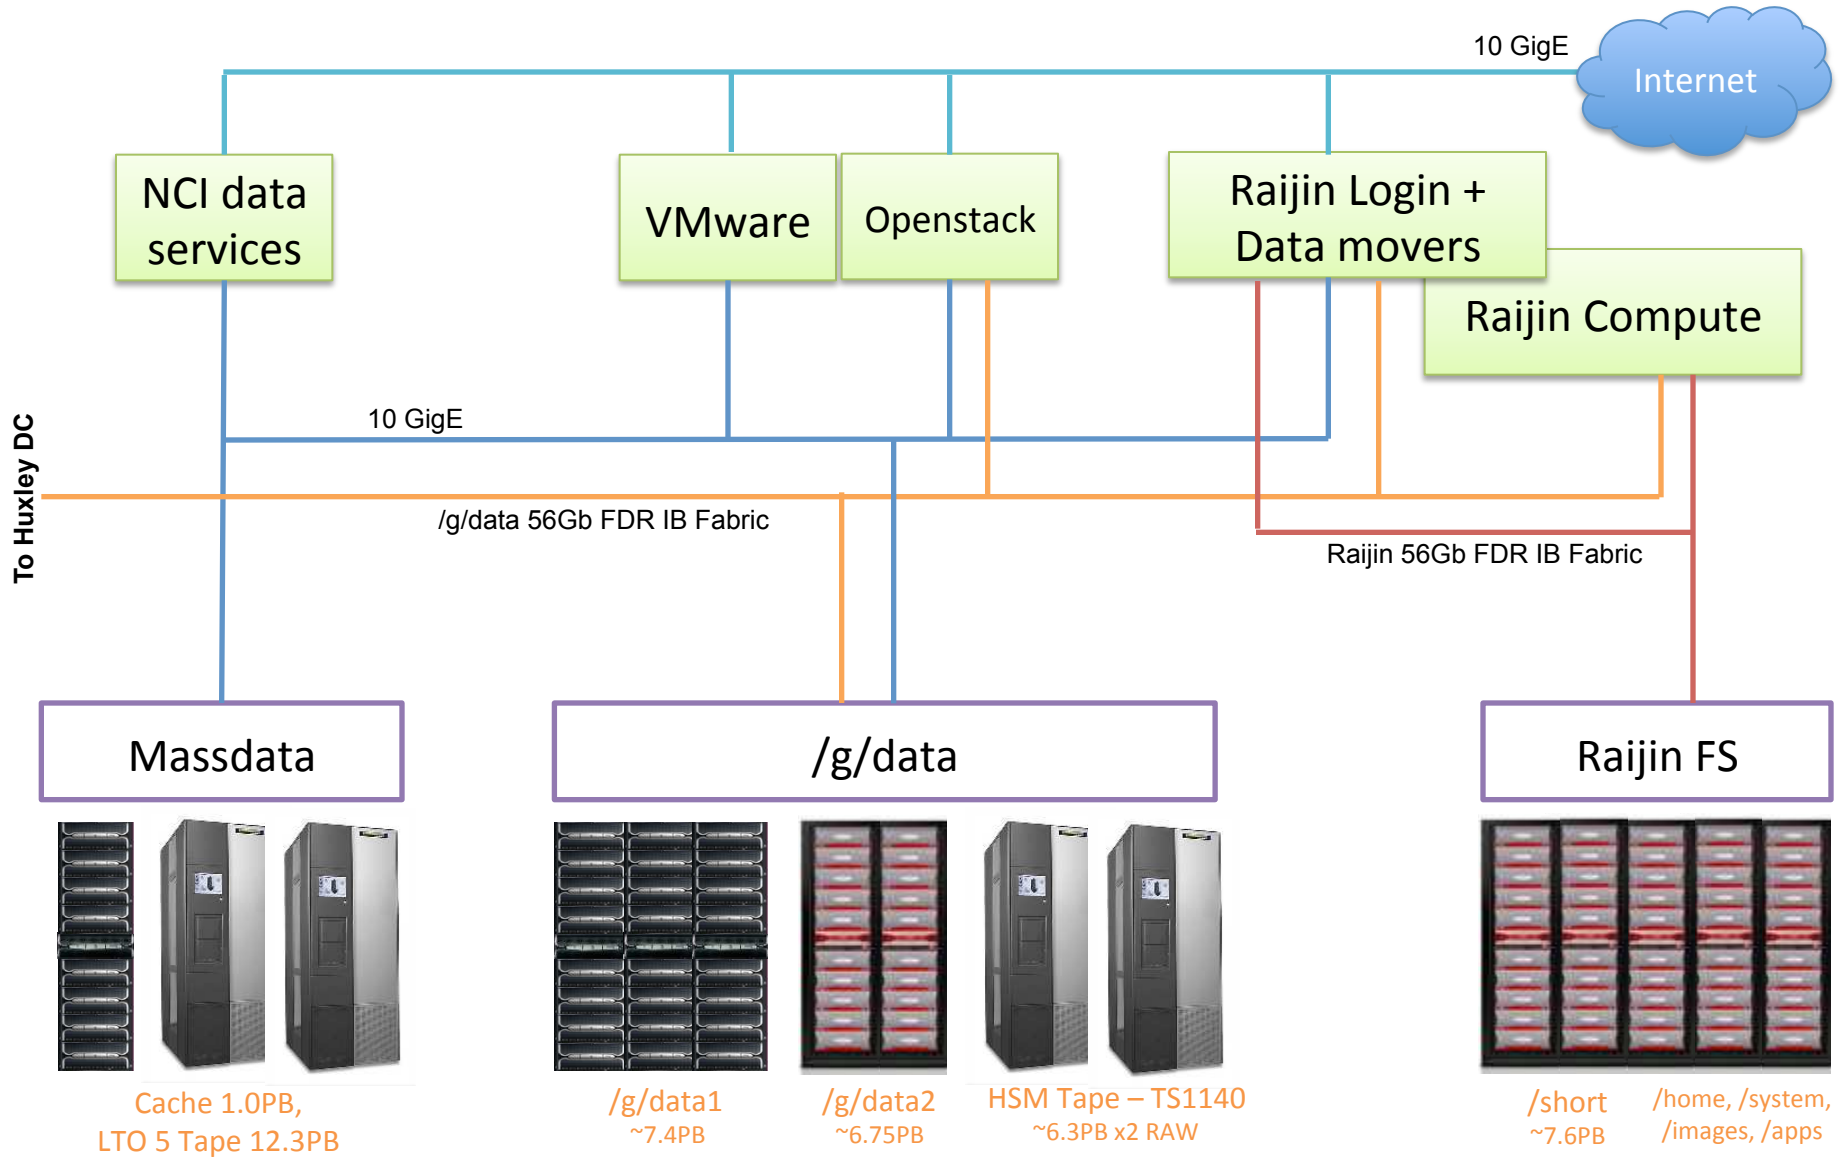 10 GigE
Internet
NCI data
services
VMware
Openstack
Raijin Login +
Data movers
Raijin Compute
10 GigE
To Huxley DC
/g/data 56Gb FDR IB Fabric
Raijin 56Gb FDR IB Fabric
Massdata
/g/data
Raijin FS
Cache 1.0PB,
LTO 5 Tape 12.3PB
/g/data1
~7.4PB
/g/data2
~6.75PB
HSM Tape – TS1140
~6.3PB x2 RAW
/short
~7.6PB
/home, /system,
/images, /apps